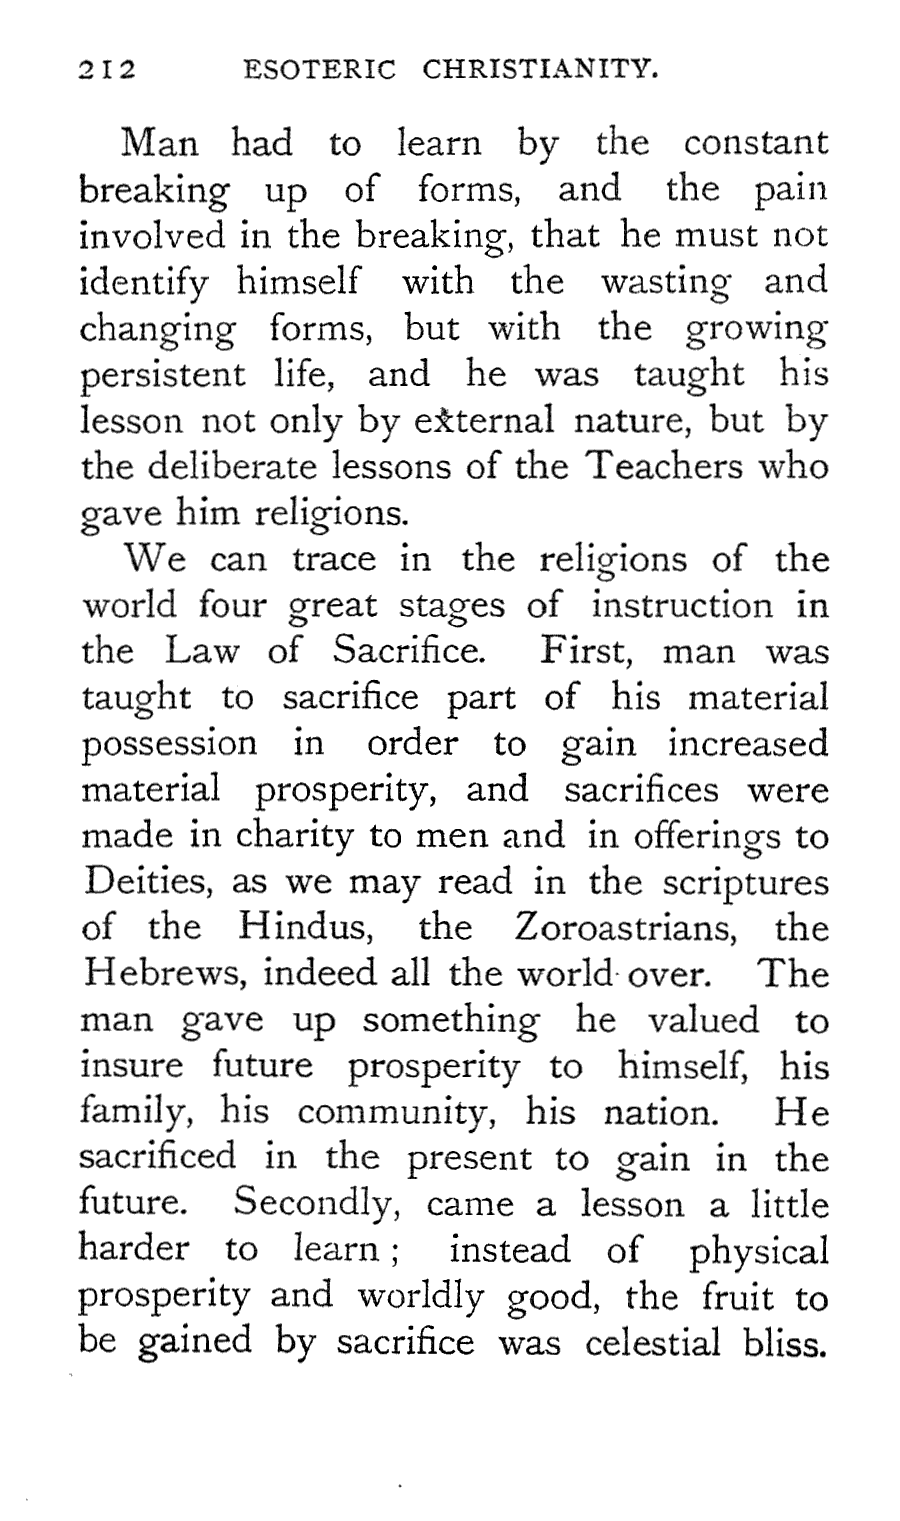 212 ESOTERIC CHRISTIANITY.
Man had to learn by the constant
breaking up of forms, and the pain
involved in the breaking, that he must not
identify himself with the wasting and
changing forms, but with the growing
persistent life, and he was taught his
lesson not only by external nature, but by
the deliberate lessons of the Teachers who
gave him religions.
We can trace in the religions of the
world four great stages of instruction in
the Law of Sacrifice. First, man was
taught to sacrifice part of his material
possession in order to gain increased
material prosperity, and sacrifices were
made in charity to men and in offerings to
Deities, as we may read in the scriptures
of the Hindus, the Zoroastrians, the
Hebrews, indeed all the world over. The
man gave up something he valued to
insure future prosperity to himself, his
family, his community, his nation. He
sacrificed in the present to gain in the
future. Secondly, came a lesson a little
harder to learn ; instead of physical
prosperity and worldly good, the fruit to
be gained by sacrifice was celestial bliss.